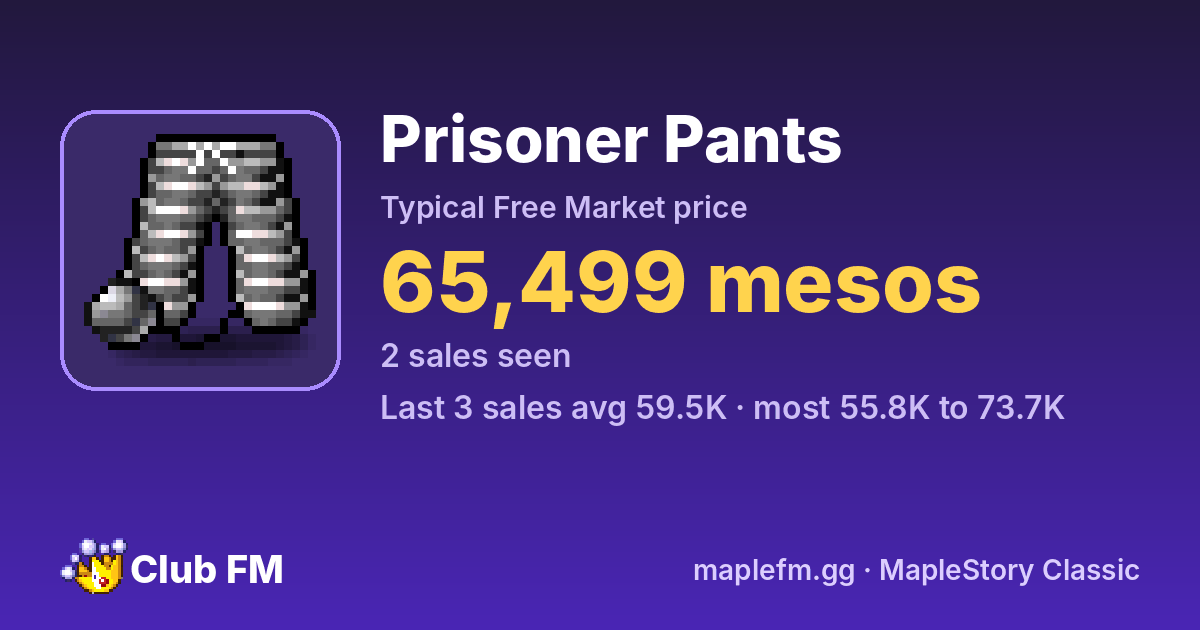 Prisoner Pants
Typical Free Market price
65,499 mesos
2 sales seen
Last 3 sales avg 59.5K · most 55.8K to 73.7K
Club FM
maplefm.gg · MapleStory Classic